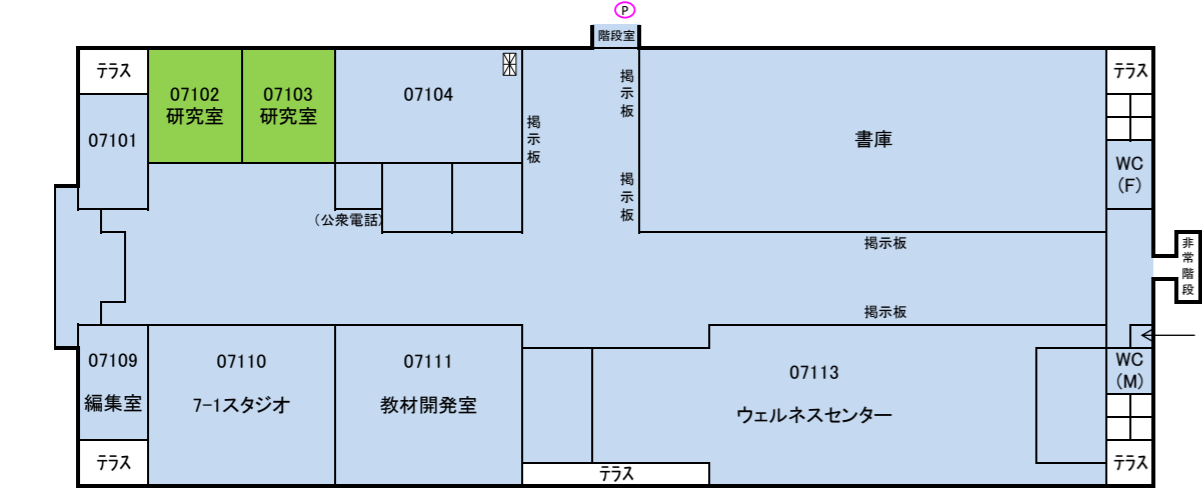 P
階段室
テラス
07102
研究室
07103
研究室
07104
掲示板
掲示板
テラス
07101
書庫
WC
(F)
掲示板
(公衆電話)
掲示板
非常階段
掲示板
07109
編集室
07110
7-1スタジオ
07111
教材開発室
07113
ウェルネスセンター
WC
(M)
テラス
テラス
テラス